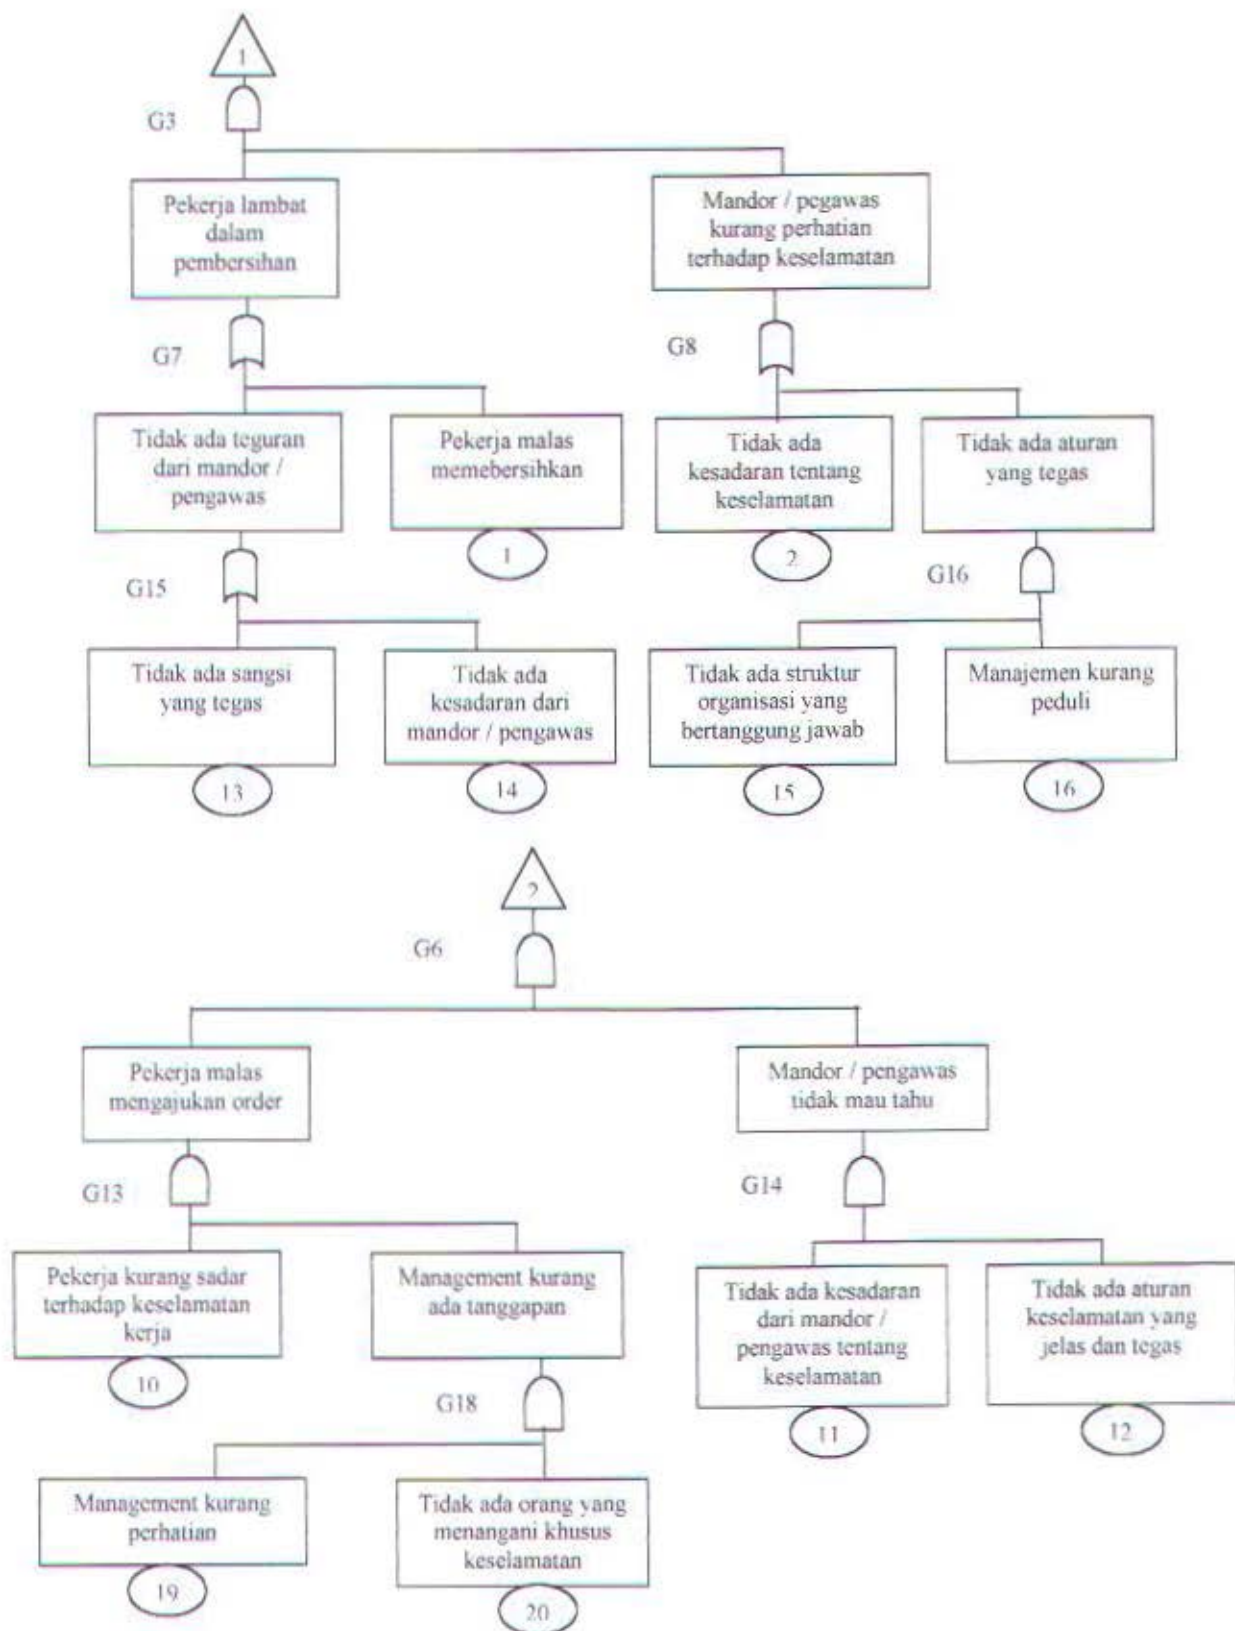 1
G3
Pekerja lambat
dalam
pembersihan
Mandor / pegawas
kurang perhatian
terhadap keselamatan
G7
G8
Tidak ada teguran
dari mandor /
pengawas
Pekerja malas
memebersihkan
1
Tidak ada
kesadaran tentang
keselamatan
2
Tidak ada aturan
yang tegas
G15
G16
Tidak ada sangsi
yang tegas
13
Tidak ada
kesadaran dari
mandor / pengawas
14
Tidak ada struktur
organisasi yang
bertanggung jawab
15
Manajemen kurang
peduli
16
2
G6
Pekerja malas
mengajukan order
Mandor / pengawas
tidak mau tahu
G13
G14
Pekerja kurang sadar
terhadap keselamatan
kerja
10
Management kurang
ada tanggapan
Tidak ada kesadaran
dari mandor /
pengawas tentang
keselamatan
11
Tidak ada aturan
keselamatan yang
jelas dan tegas
12
G18
Management kurang
perhatian
19
Tidak ada orang yang
menangani khusus
keselamatan
20